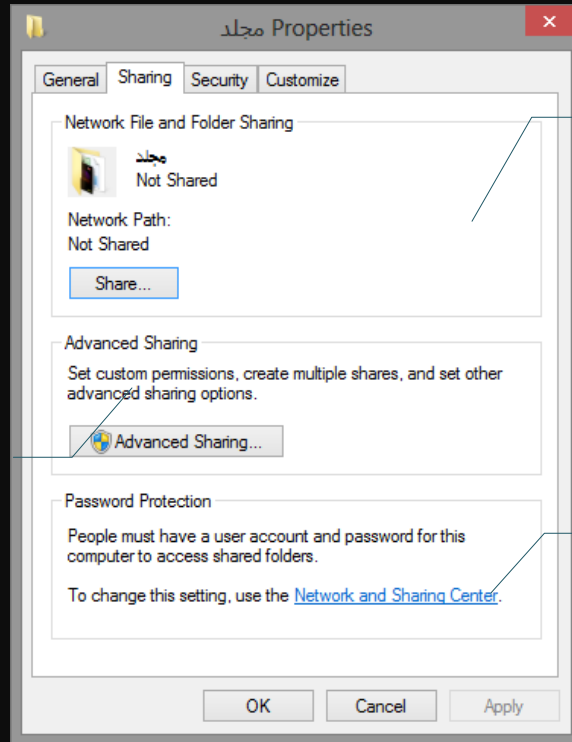 مجلد Properties
General Sharing Security Customize
Network File and Folder Sharing
مجلد
Not Shared
Network Path:
Not Shared
Share...
Advanced Sharing
Set custom permissions, create multiple shares, and set other
advanced sharing options.
Advanced Sharing...
Password Protection
People must have a user account and password for this
computer to access shared folders.
To change this setting, use the Network and Sharing Center.
OK Cancel Apply